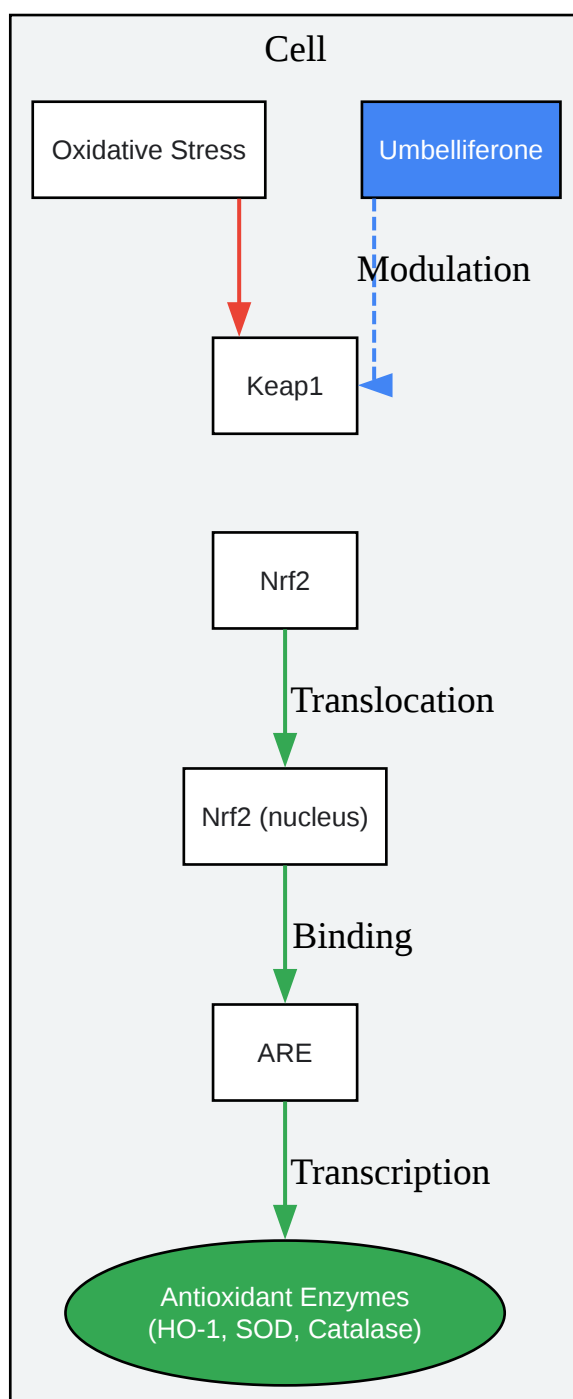 Cell
Oxidative Stress
Umbelliferone
Modulation
Keap1
Nrf2
Translocation
Nrf2 (nucleus)
Binding
ARE
Transcription
Antioxidant Enzymes
(HO-1, SOD, Catalase)